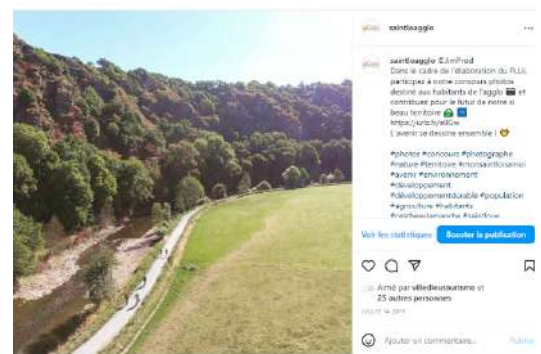 saintloagglo
saintloagglo ©JimProd
Dans le cadre de l'élaboration du PLUi,
participez à notre concours photos
destiné aux habitants de l'agglo et
contribuez pour le futur de notre si
beau territoire
L'avenir se dessine ensemble !
#photos #concours #photographe
#nature #territoire #monsaintloisamoi
#avenir #environnement
#développement
#développementdurable #population
#agriculture #habitants
Voir les statistiques
Booster la publication
Aimé par villedieutourisme et
25 autres personnes
Ajouter un commentaire...
Publier